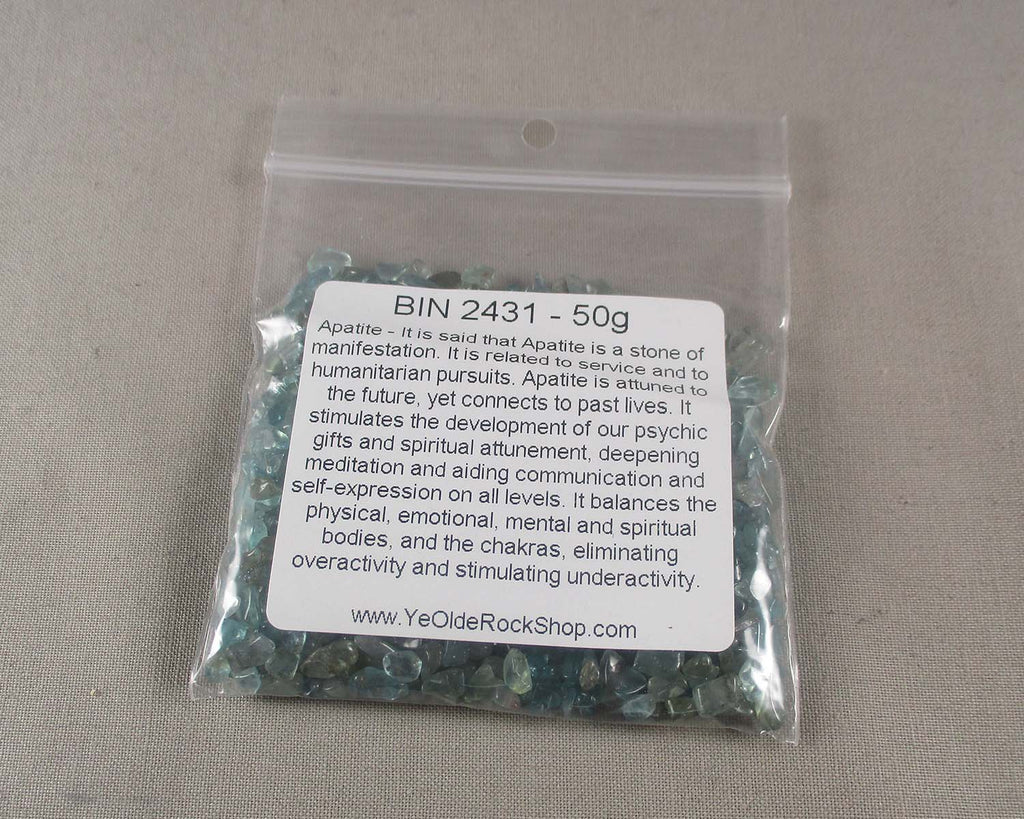 BIN 2431 - 50g
Apatite - It is said that Apatite is a stone of
manifestation. It is related to service and to
humanitarian pursuits. Apatite is attuned to
the future, yet connects to past lives. It
stimulates the development of our psychic
gifts and spiritual attunement, deepening
meditation and aiding communication and
self-expression on all levels. It balances the
physical, emotional, mental and spiritual
bodies, and the chakras, eliminating
overactivity and stimulating underactivity.
www.YeOldeRockShop.com